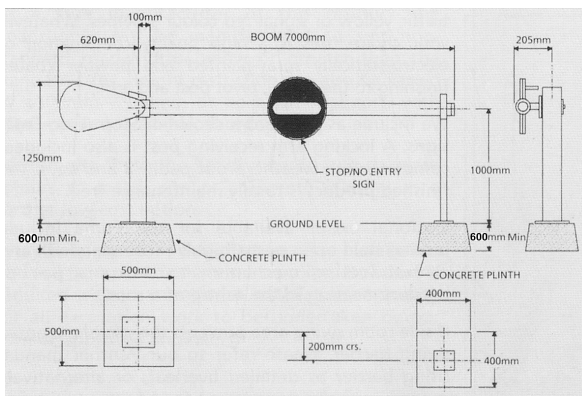 100mm
620mm
BOOM 7000mm
205mm
1250mm
STOP/NO ENTRY
SIGN
1000mm
GROUND LEVEL
600mm Min.
CONCRETE PLINTH
600mm Min
CONCRETE PLINTH
500mm
400mm
500mm
200mm crs.
400mm